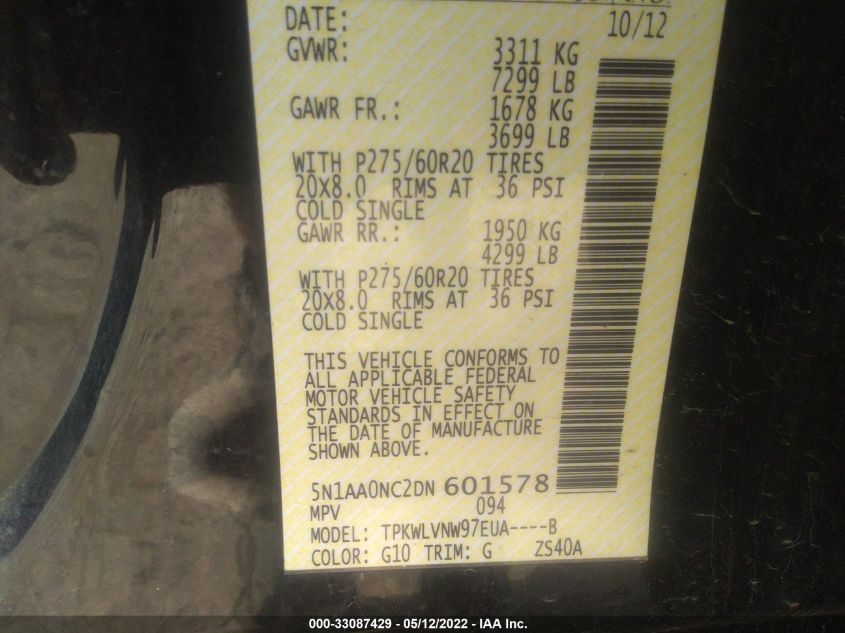 DATE: 10/12
GVWR: 3311 KG
7299 LB
GAWR FR.: 1678 KG
3699 LB
WITH P275/60R20 TIRES
20X8.0 RIMS AT 36 PSI
COLD SINGLE
GAWR RR.: 1950 KG
4299 LB
WITH P275/60R20 TIRES
20X8.0 RIMS AT 36 PSI
COLD SINGLE
THIS VEHICLE CONFORMS TO
ALL APPLICABLE FEDERAL
MOTOR VEHICLE SAFETY
STANDARDS IN EFFECT ON
THE DATE OF MANUFACTURE
SHOWN ABOVE.
5N1AA0NC2DN 601578
MPV 094
MODEL: TPKWLVNW97EUA----B
COLOR: G10 TRIM: G ZS40A
000-33087429 - 05/12/2022 - IAA Inc.